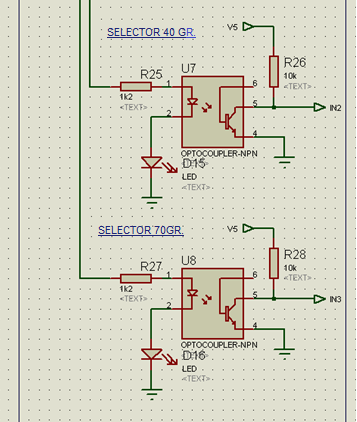 SELECTOR 40 GR.
V5
R26
10k
<TEXT>
U7
R25
1k2
<TEXT>
1
2
6
5
4
IN2
OPTOCOUPLER-NPN
D15
LED
<TEXT>
SELECTOR 70GR.
V5
R28
10k
<TEXT>
U8
R27
1k2
<TEXT>
1
2
6
5
4
IN3
OPTOCOUPLER-NPN
D16
LED
<TEXT>